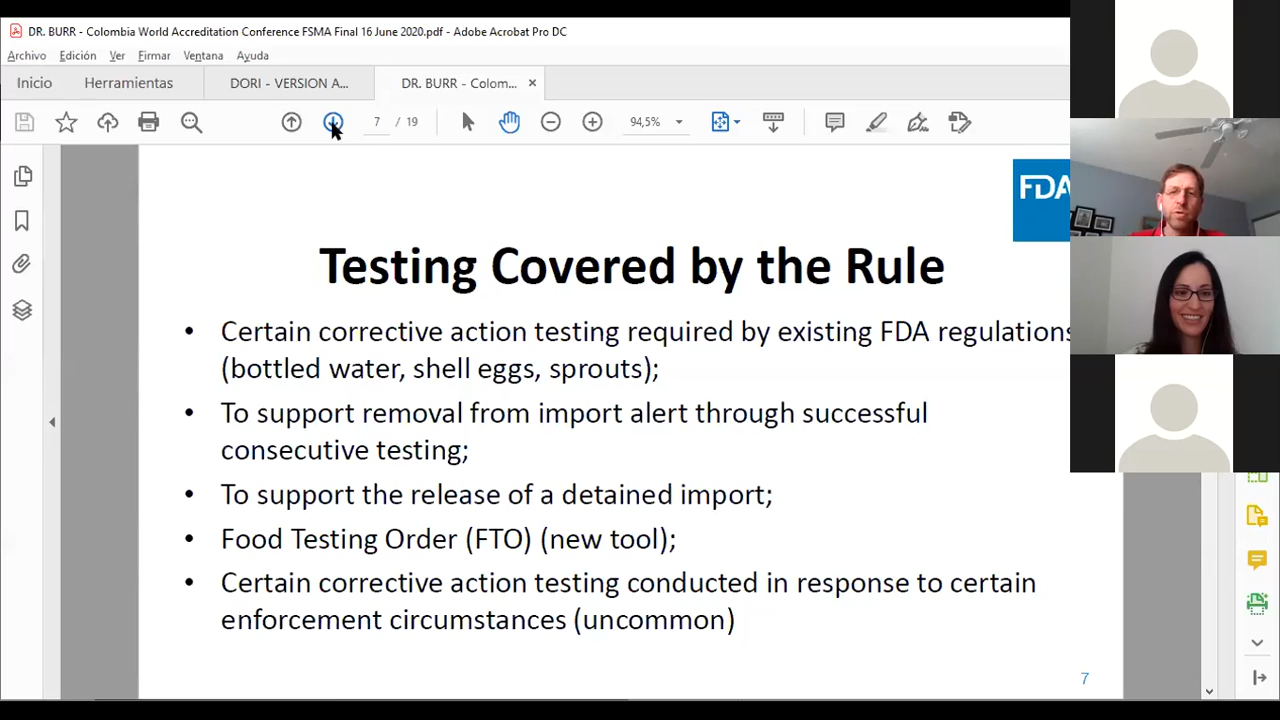 DR. BURR - Colombia World Accreditation Conference FSMA Final 16 June 2020.pdf - Adobe Acrobat Pro DC
Archivo Edición Ver Firmar Ventana Ayuda
Inicio Herramientas DORI - VERSION A... DR. BURR - Colom... ×
7 / 19 94,5%
FDA
Testing Covered by the Rule
• Certain corrective action testing required by existing FDA regulations
(bottled water, shell eggs, sprouts);
• To support removal from import alert through successful
consecutive testing;
• To support the release of a detained import;
• Food Testing Order (FTO) (new tool);
• Certain corrective action testing conducted in response to certain
enforcement circumstances (uncommon)
7